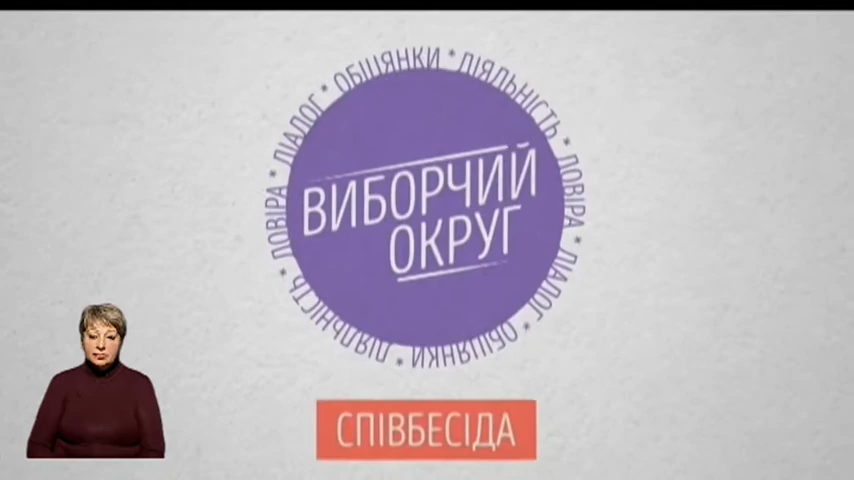 ДОВІРА * ДІАЛОГ * ОБІЦЯНКИ * ДІЯЛЬНІСТЬ * ДОВІРА * ДІАЛОГ * ОБІЦЯНКИ * ДІЯЛЬНІСТЬ *
ВИБОРЧИЙ
ОКРУГ
СПІВБЕСІДА